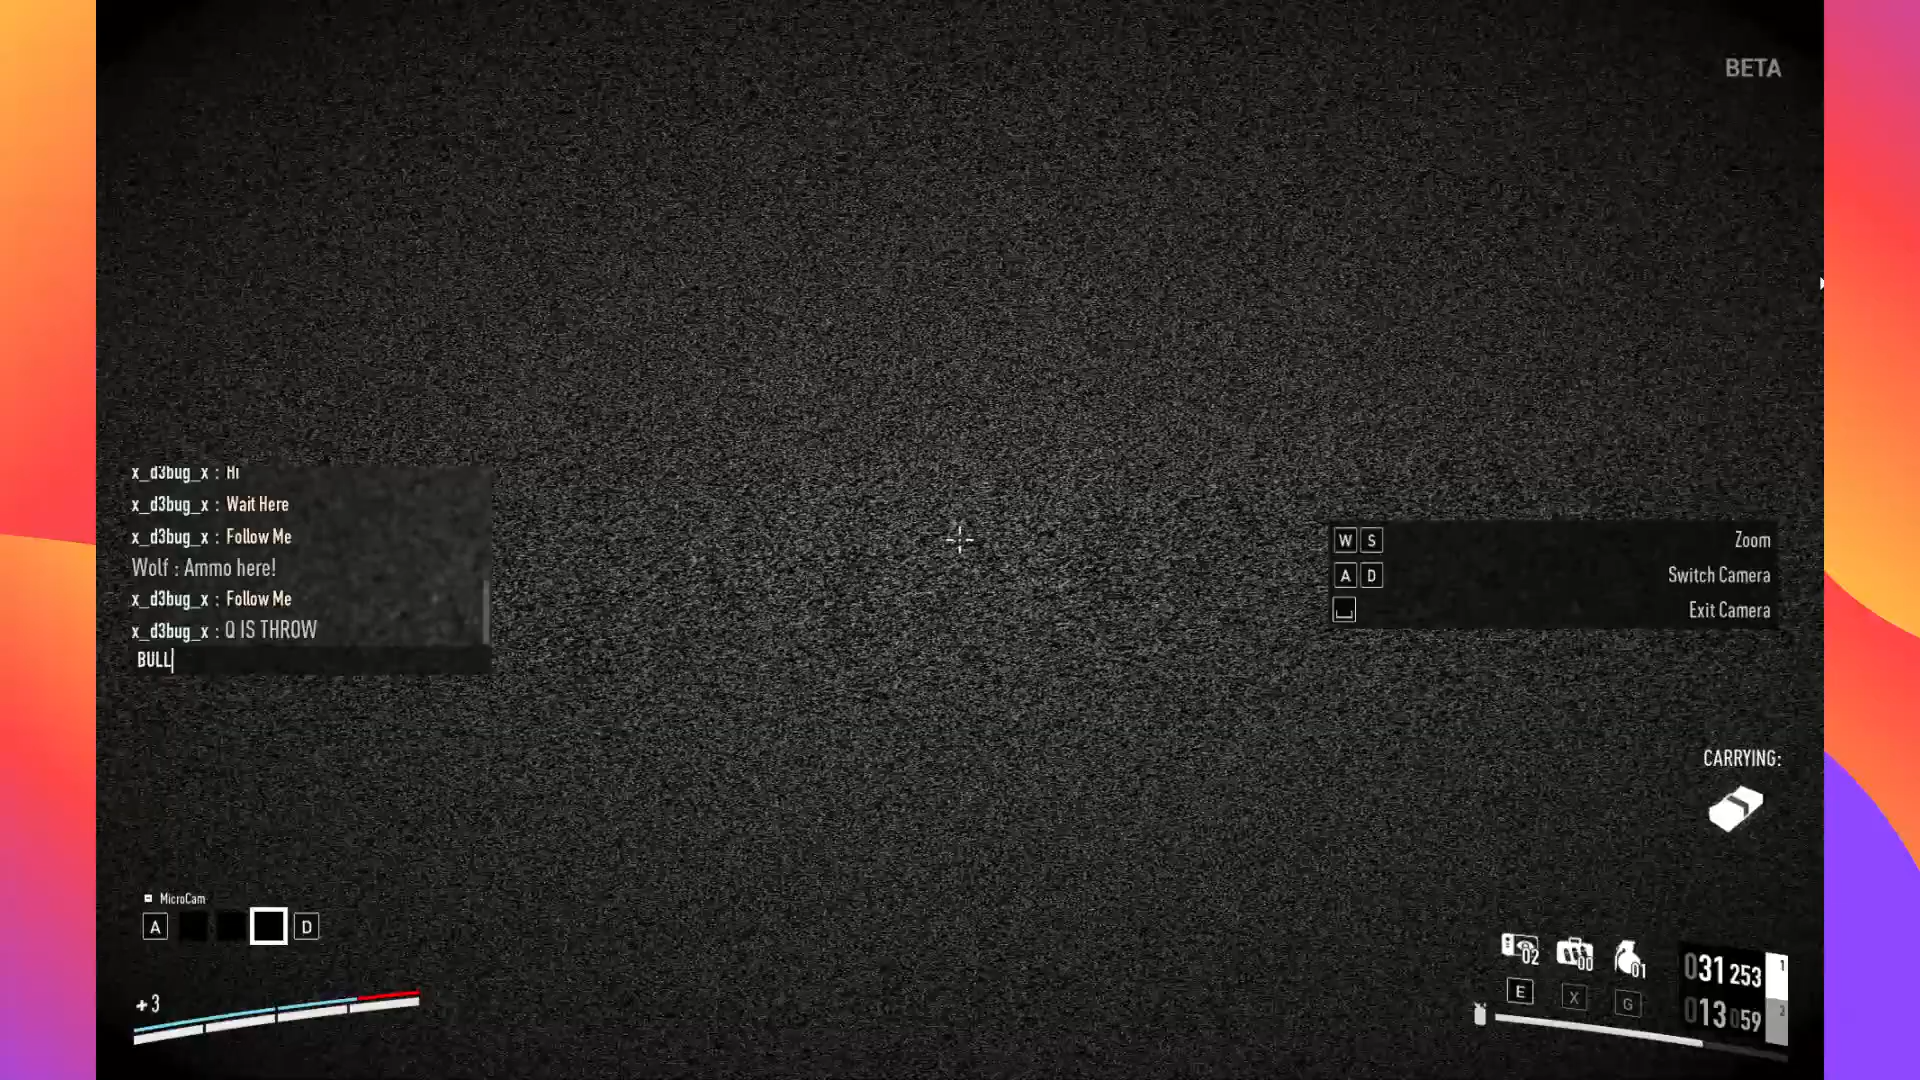 BETA
x_d3bug_x : Hi
x_d3bug_x : Wait Here
x_d3bug_x : Follow Me
Wolf : Ammo here!
x_d3bug_x : Follow Me
x_d3bug_x : Q IS THROW
BULL
W S Zoom
A D Switch Camera
Exit Camera
CARRYING:
MicroCam
A D
+3
02 00 01
E X G
031 253 1
013 059 2